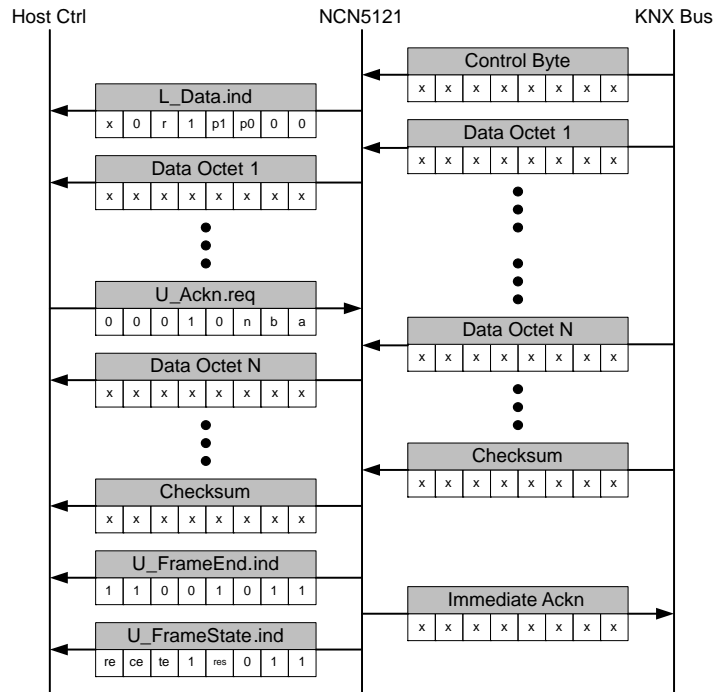 Host Ctrl NCN5121 KNX Bus
Control Byte
x x x x x x x x
L_Data.ind
x 0 r 1 p1 p0 0 0
Data Octet 1
x x x x x x x x
Data Octet 1
x x x x x x x x
U_Ackn.req
0 0 0 1 0 n b a
Data Octet N
x x x x x x x x
Data Octet N
x x x x x x x x
Checksum
x x x x x x x x
Checksum
x x x x x x x x
U_FrameEnd.ind
1 1 0 0 1 0 1 1
Immediate Ackn
x x x x x x x x
U_FrameState.ind
re ce te 1 res 0 1 1